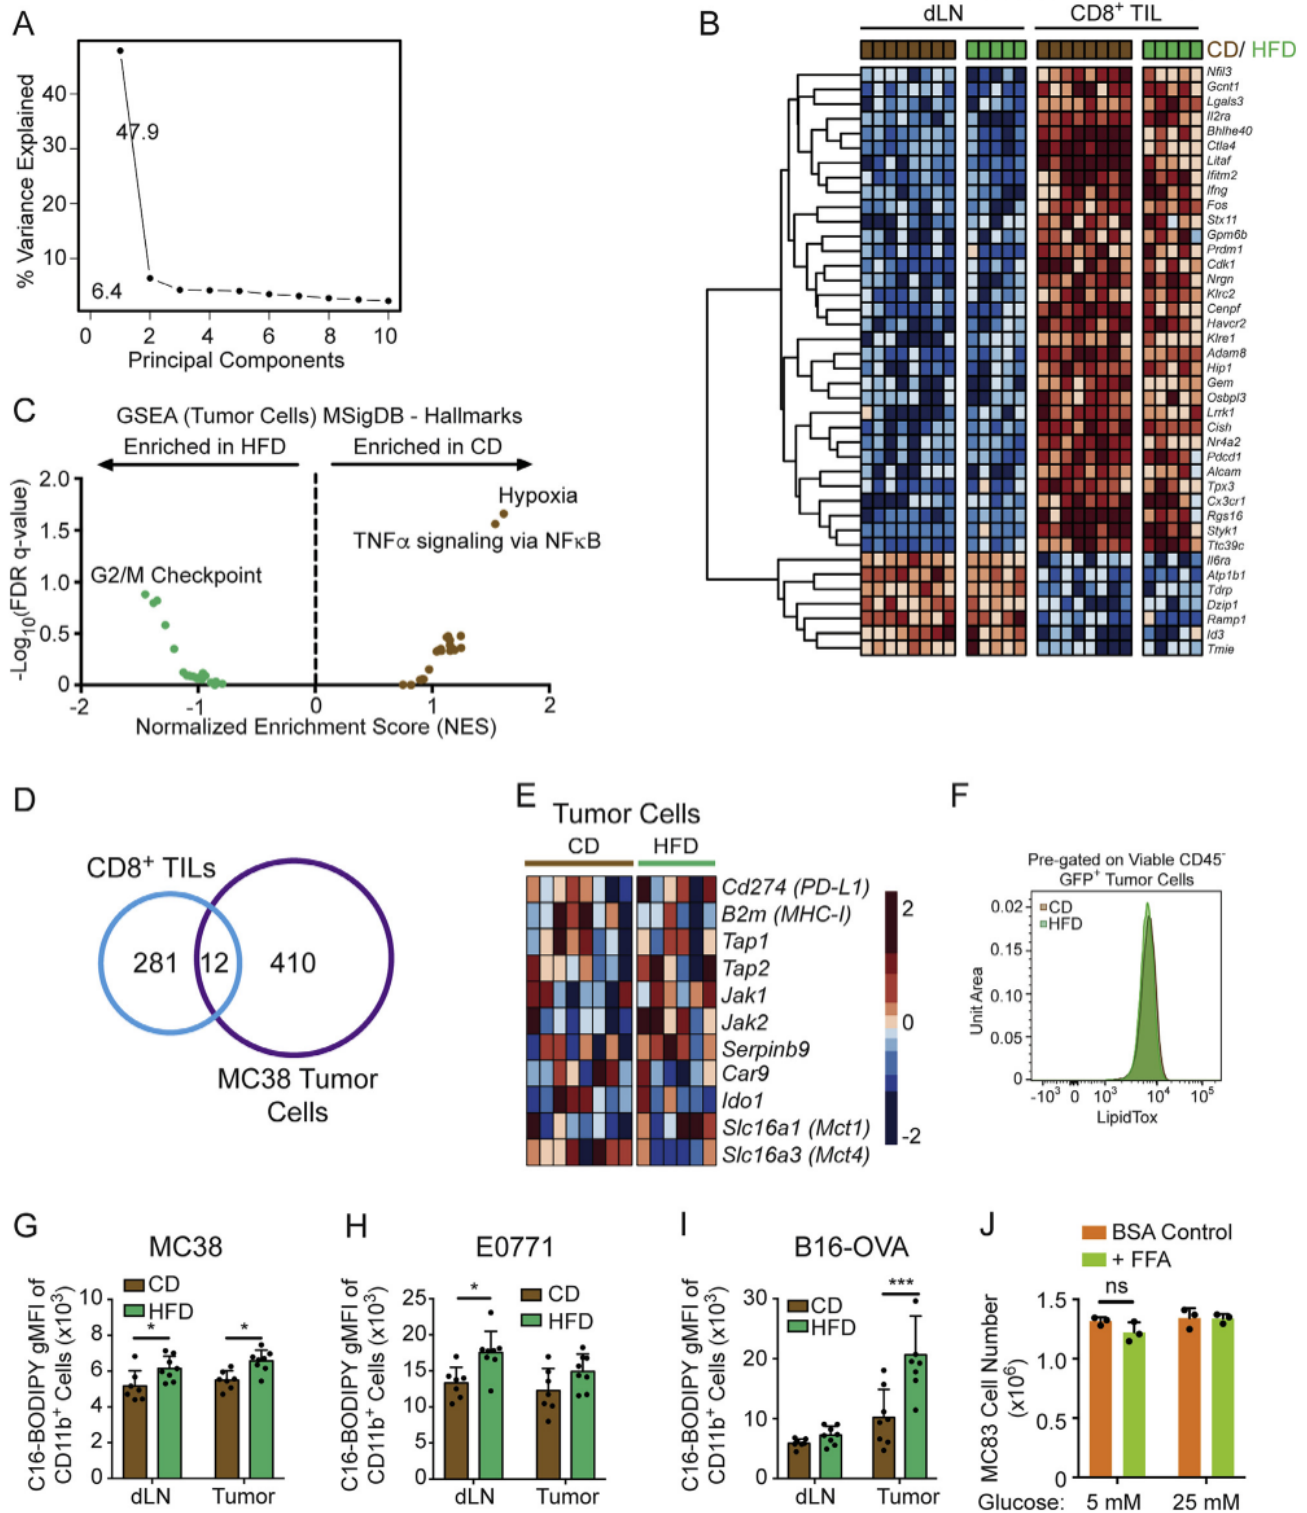 A
% Variance Explained
40
30
20
10
47.9
6.4
0 2 4 6 8 10
Principal Components
B
dLN CD8+ TIL
CD/ HFD
Nfil3
Gcnt1
Lgals3
Il2ra
Bhlhe40
Ctla4
Litaf
Ifitm2
Ifng
Fos
Stx11
Gpm6b
Prdm1
Cdk1
Nrgn
Klrc2
Cenpf
Havcr2
Klre1
Adam8
Hip1
Gem
Osbpl3
Lrrk1
Cish
Nr4a2
Pdcd1
Alcam
Tpx3
Cx3cr1
Rgs16
Styk1
Ttc39c
Il6ra
Atp1b1
Tdrp
Dzip1
Ramp1
Id3
Tmie
C
GSEA (Tumor Cells) MSigDB - Hallmarks
Enriched in HFD Enriched in CD
-Log10(FDR q-value)
2.0
1.5
1.0
0.5
0
Hypoxia
TNFα signaling via NFκB
G2/M Checkpoint
-2 -1 0 1 2
Normalized Enrichment Score (NES)
D
CD8+ TILs
281 12 410
MC38 Tumor
Cells
E
Tumor Cells
CD HFD
Cd274 (PD-L1)
B2m (MHC-I)
Tap1
Tap2
Jak1
Jak2
Serpinb9
Car9
Ido1
Slc16a1 (Mct1)
Slc16a3 (Mct4)
2
0
-2
F
Pre-gated on Viable CD45-
GFP+ Tumor Cells
CD
HFD
Unit Area
0.02
0.15
0.10
0.05
0
-10³ 0 10³ 10⁴ 10⁵
LipidTox
G
MC38
C16-BODIPY gMFI of
CD11b+ Cells (x10³)
CD
HFD
10
8
6
4
2
0
* *
dLN Tumor
H
E0771
C16-BODIPY gMFI of
CD11b+ Cells (x10³)
CD
HFD
25
20
15
10
5
0
*
dLN Tumor
I
B16-OVA
C16-BODIPY gMFI of
CD11b+ Cells (x10³)
CD
HFD
30
20
10
0
***
dLN Tumor
J
BSA Control
+ FFA
MC83 Cell Number
(x10⁶)
1.5
1.0
0.5
0
ns
Glucose: 5 mM 25 mM